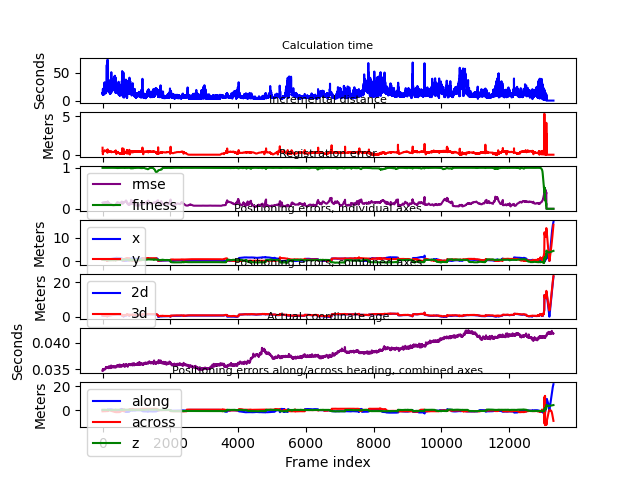 Calculation time
Seconds
50
0
Incremental distance
Meters
5
0
Registration error
1
0
rmse
fitness
Positioning errors, individual axes
Meters
10
0
x
y
Positioning errors, combined axes
Meters
20
0
2d
3d
Actual coordinate age
Seconds
0.040
0.035
Positioning errors along/across heading, combined axes
Meters
20
0
along
across
z
0 2000 4000 6000 8000 10000 12000
Frame index